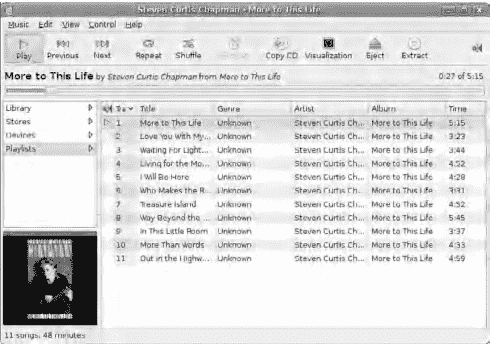 Steven Curtis Chapman - More to This Life
Music Edit View Control Help
Play Previous Next Repeat Shuffle Copy CD Visualization Eject Extract
More to This Life by Steven Curtis Chapman from More to This Life 0:27 of 5:15
Library
Stores
Devices
Playlists
Tra Title Genre Artist Album Time
1 More to This Life Unknown Steven Curtis Ch... More to This Life 5:15
2 Love You With My... Unknown Steven Curtis Ch... More to This Life 3:23
3 Waiting For Light... Unknown Steven Curtis Ch... More to This Life 3:44
4 Living for the Mo... Unknown Steven Curtis Ch... More to This Life 4:52
5 I Will Be Here Unknown Steven Curtis Ch... More to This Life 4:28
6 Who Makes the R... Unknown Steven Curtis Ch... More to This Life 3:31
7 Treasure Island Unknown Steven Curtis Ch... More to This Life 4:52
8 Way Beyond the ... Unknown Steven Curtis Ch... More to This Life 5:45
9 In This Little Room Unknown Steven Curtis Ch... More to This Life 3:37
10 More Than Words Unknown Steven Curtis Ch... More to This Life 4:33
11 Out in the Highw... Unknown Steven Curtis Ch... More to This Life 4:59
11 songs, 48 minutes